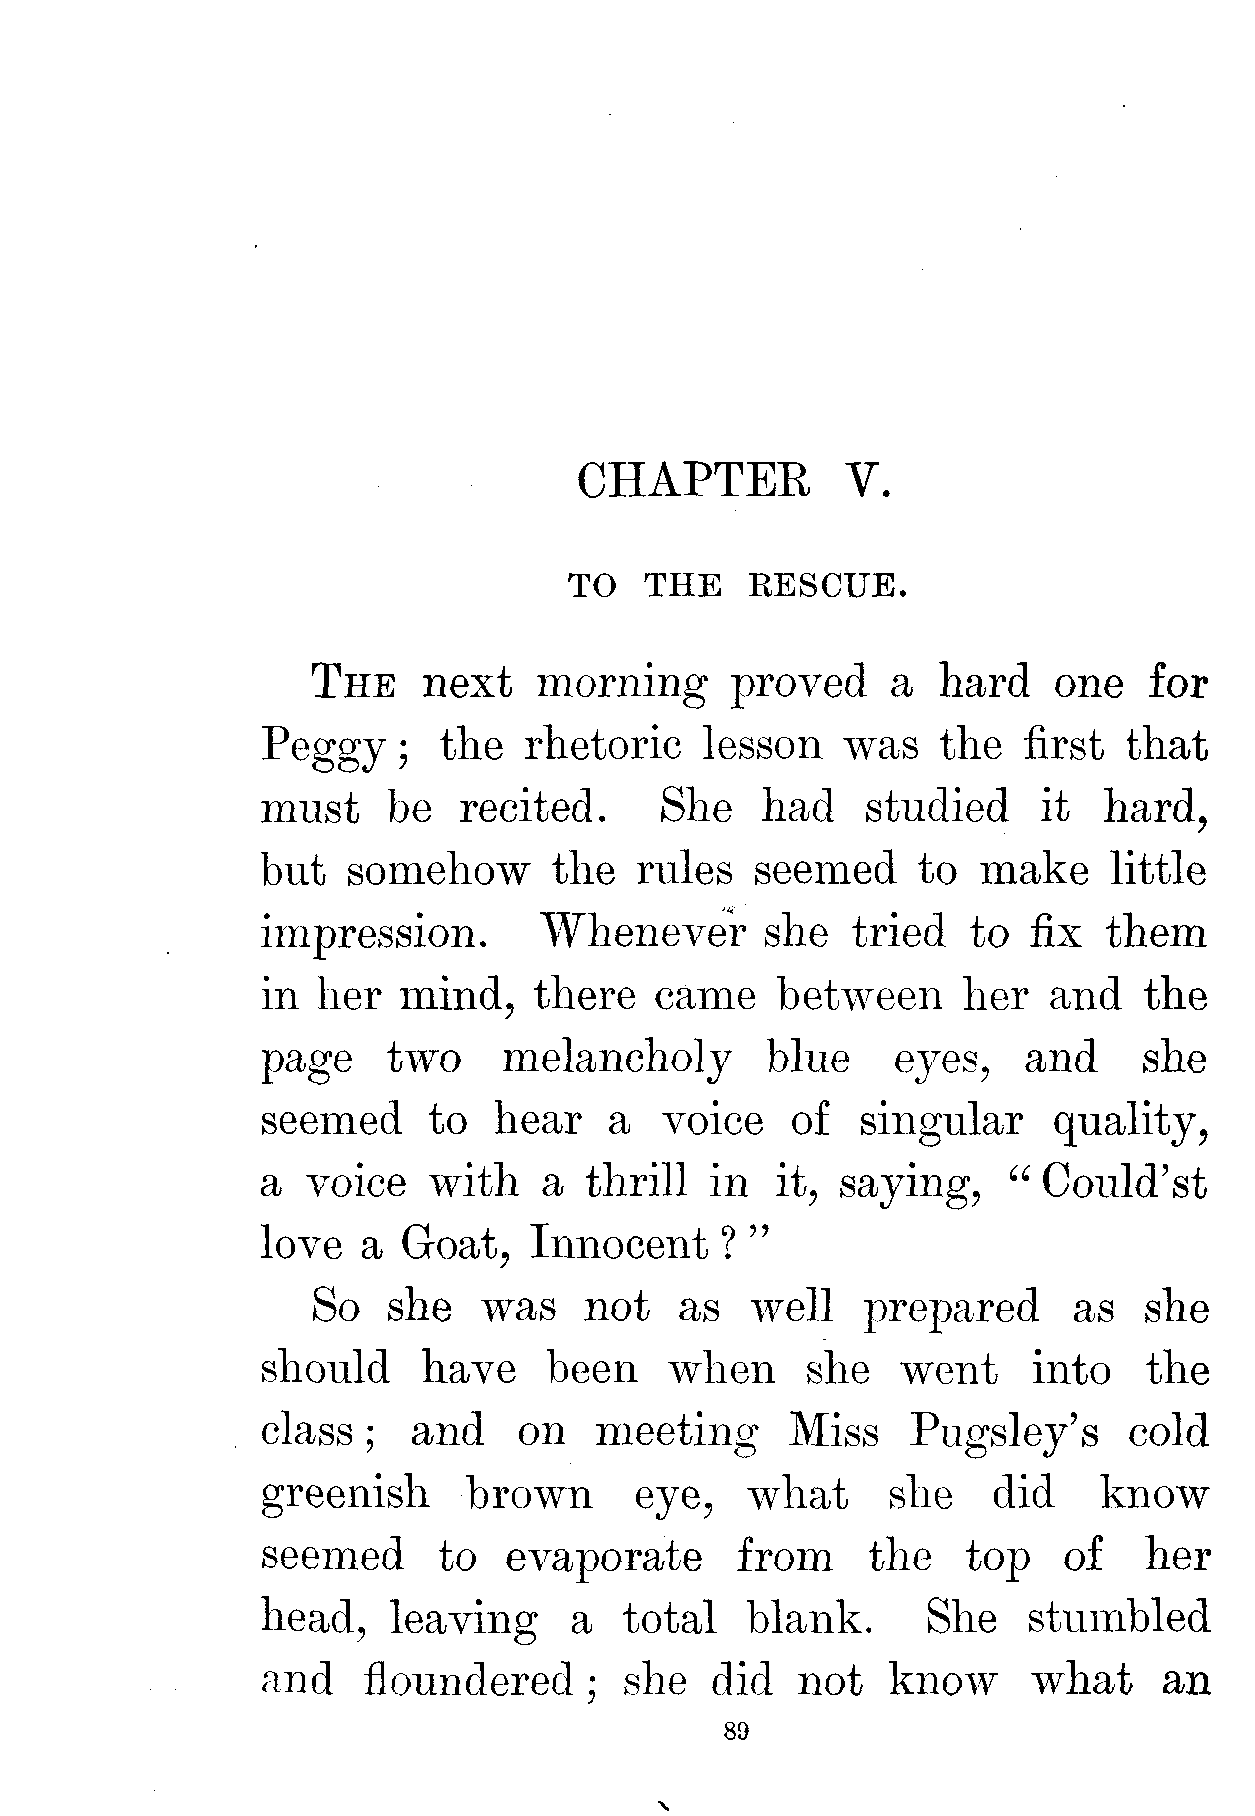 CHAPTER V.
TO THE RESCUE.
THE next morning proved a hard one for
Peggy; the rhetoric lesson was the first that
must be recited. She had studied it hard,
but somehow the rules seemed to make little
impression. Whenever she tried to fix them
in her mind, there came between her and the
page two melancholy blue eyes, and she
seemed to hear a voice of singular quality,
a voice with a thrill in it, saying, “Could’st
love a Goat, Innocent?”
So she was not as well prepared as she
should have been when she went into the
class; and on meeting Miss Pugsley’s cold
greenish brown eye, what she did know
seemed to evaporate from the top of her
head, leaving a total blank. She stumbled
and floundered; she did not know what an
89